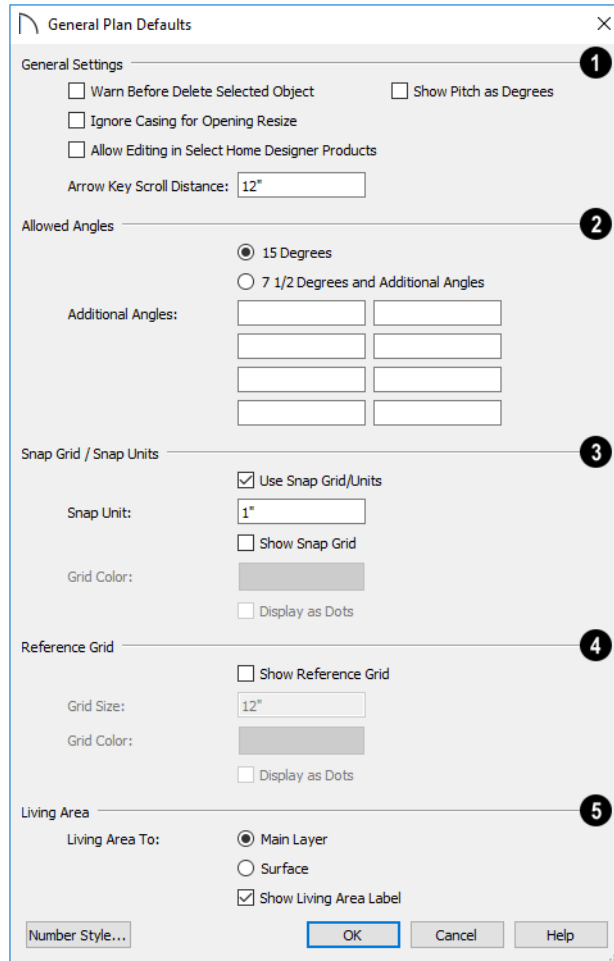 General Plan Defaults
General Settings
1
Warn Before Delete Selected Object
Show Pitch as Degrees
Ignore Casing for Opening Resize
Allow Editing in Select Home Designer Products
Arrow Key Scroll Distance: 12"
Allowed Angles
2
15 Degrees
7 1/2 Degrees and Additional Angles
Additional Angles:
Snap Grid / Snap Units
3
Use Snap Grid/Units
Snap Unit: 1"
Show Snap Grid
Grid Color:
Display as Dots
Reference Grid
4
Show Reference Grid
Grid Size: 12"
Grid Color:
Display as Dots
Living Area
5
Living Area To: Main Layer
Surface
Show Living Area Label
Number Style... OK Cancel Help